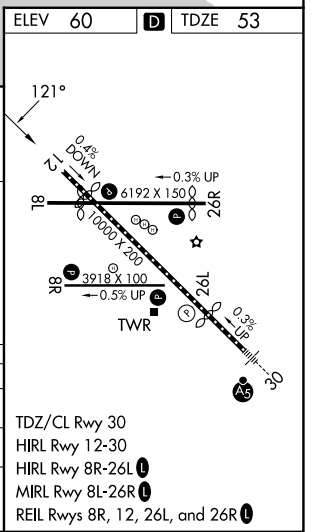 ELEV 60 D TDZE 53
121°
12
0.4%
DOWN
0.3% UP
P
6192 X 150
8L
26R
P
10000 X 200
H H H
P
H
3918 X 100
8R
P
0.5% UP
26L
P
0.3%
UP
TWR
30
A5
TDZ/CL Rwy 30
HIRL Rwy 12-30
HIRL Rwy 8R-26L L
MIRL Rwy 8L-26R L
REIL Rwys 8R, 12, 26L, and 26R L